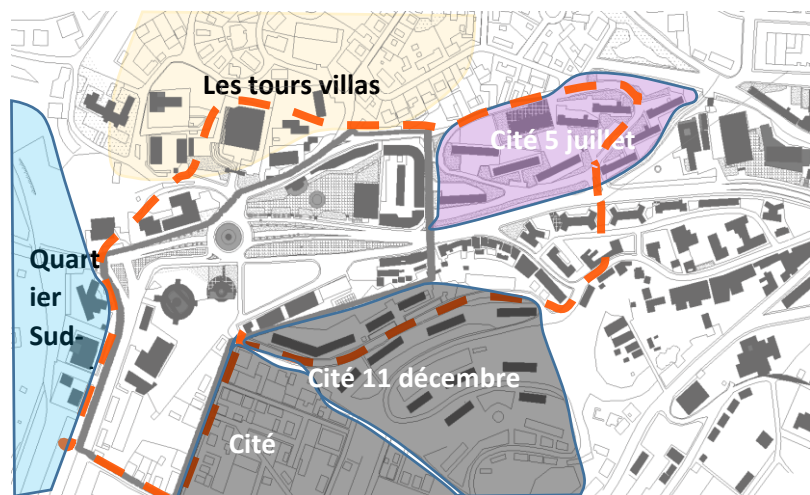 Les tours villas
Cité 5 juillet
Quart
ier
Sud-
Cité 11 décembre
Cité